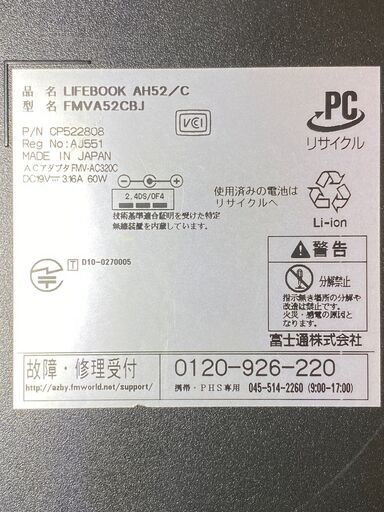 品 名 LIFEBOOK AH52/C
型 名 FMVA52CBJ
P/N CP522808
Reg No:AJ551
MADE IN JAPAN
ACアダプタ FMV-AC320C
DC19V 3.16A 60W
VCI
PC
リサイクル
2.4DS/OF4
技術基準適合証明を受けた特定
無線装置を内蔵しています。
使用済みの電池は
リサイクルへ
Li-ion
T D10-0270005
警告
分解禁止
指示無き場所の分解や
改造は禁じます。
火災・感電の原因と
なります。
富士通株式会社
故障・修理受付
http://azby.fmworld.net/support/
0120-926-220
携帯・PHS専用 045-514-2260 (9:00-17:00)